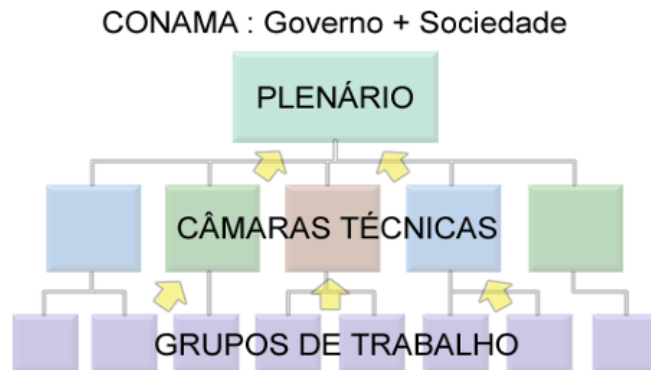 CONAMA : Governo + Sociedade
PLENÁRIO
CÂMARAS TÉCNICAS
GRUPOS DE TRABALHO